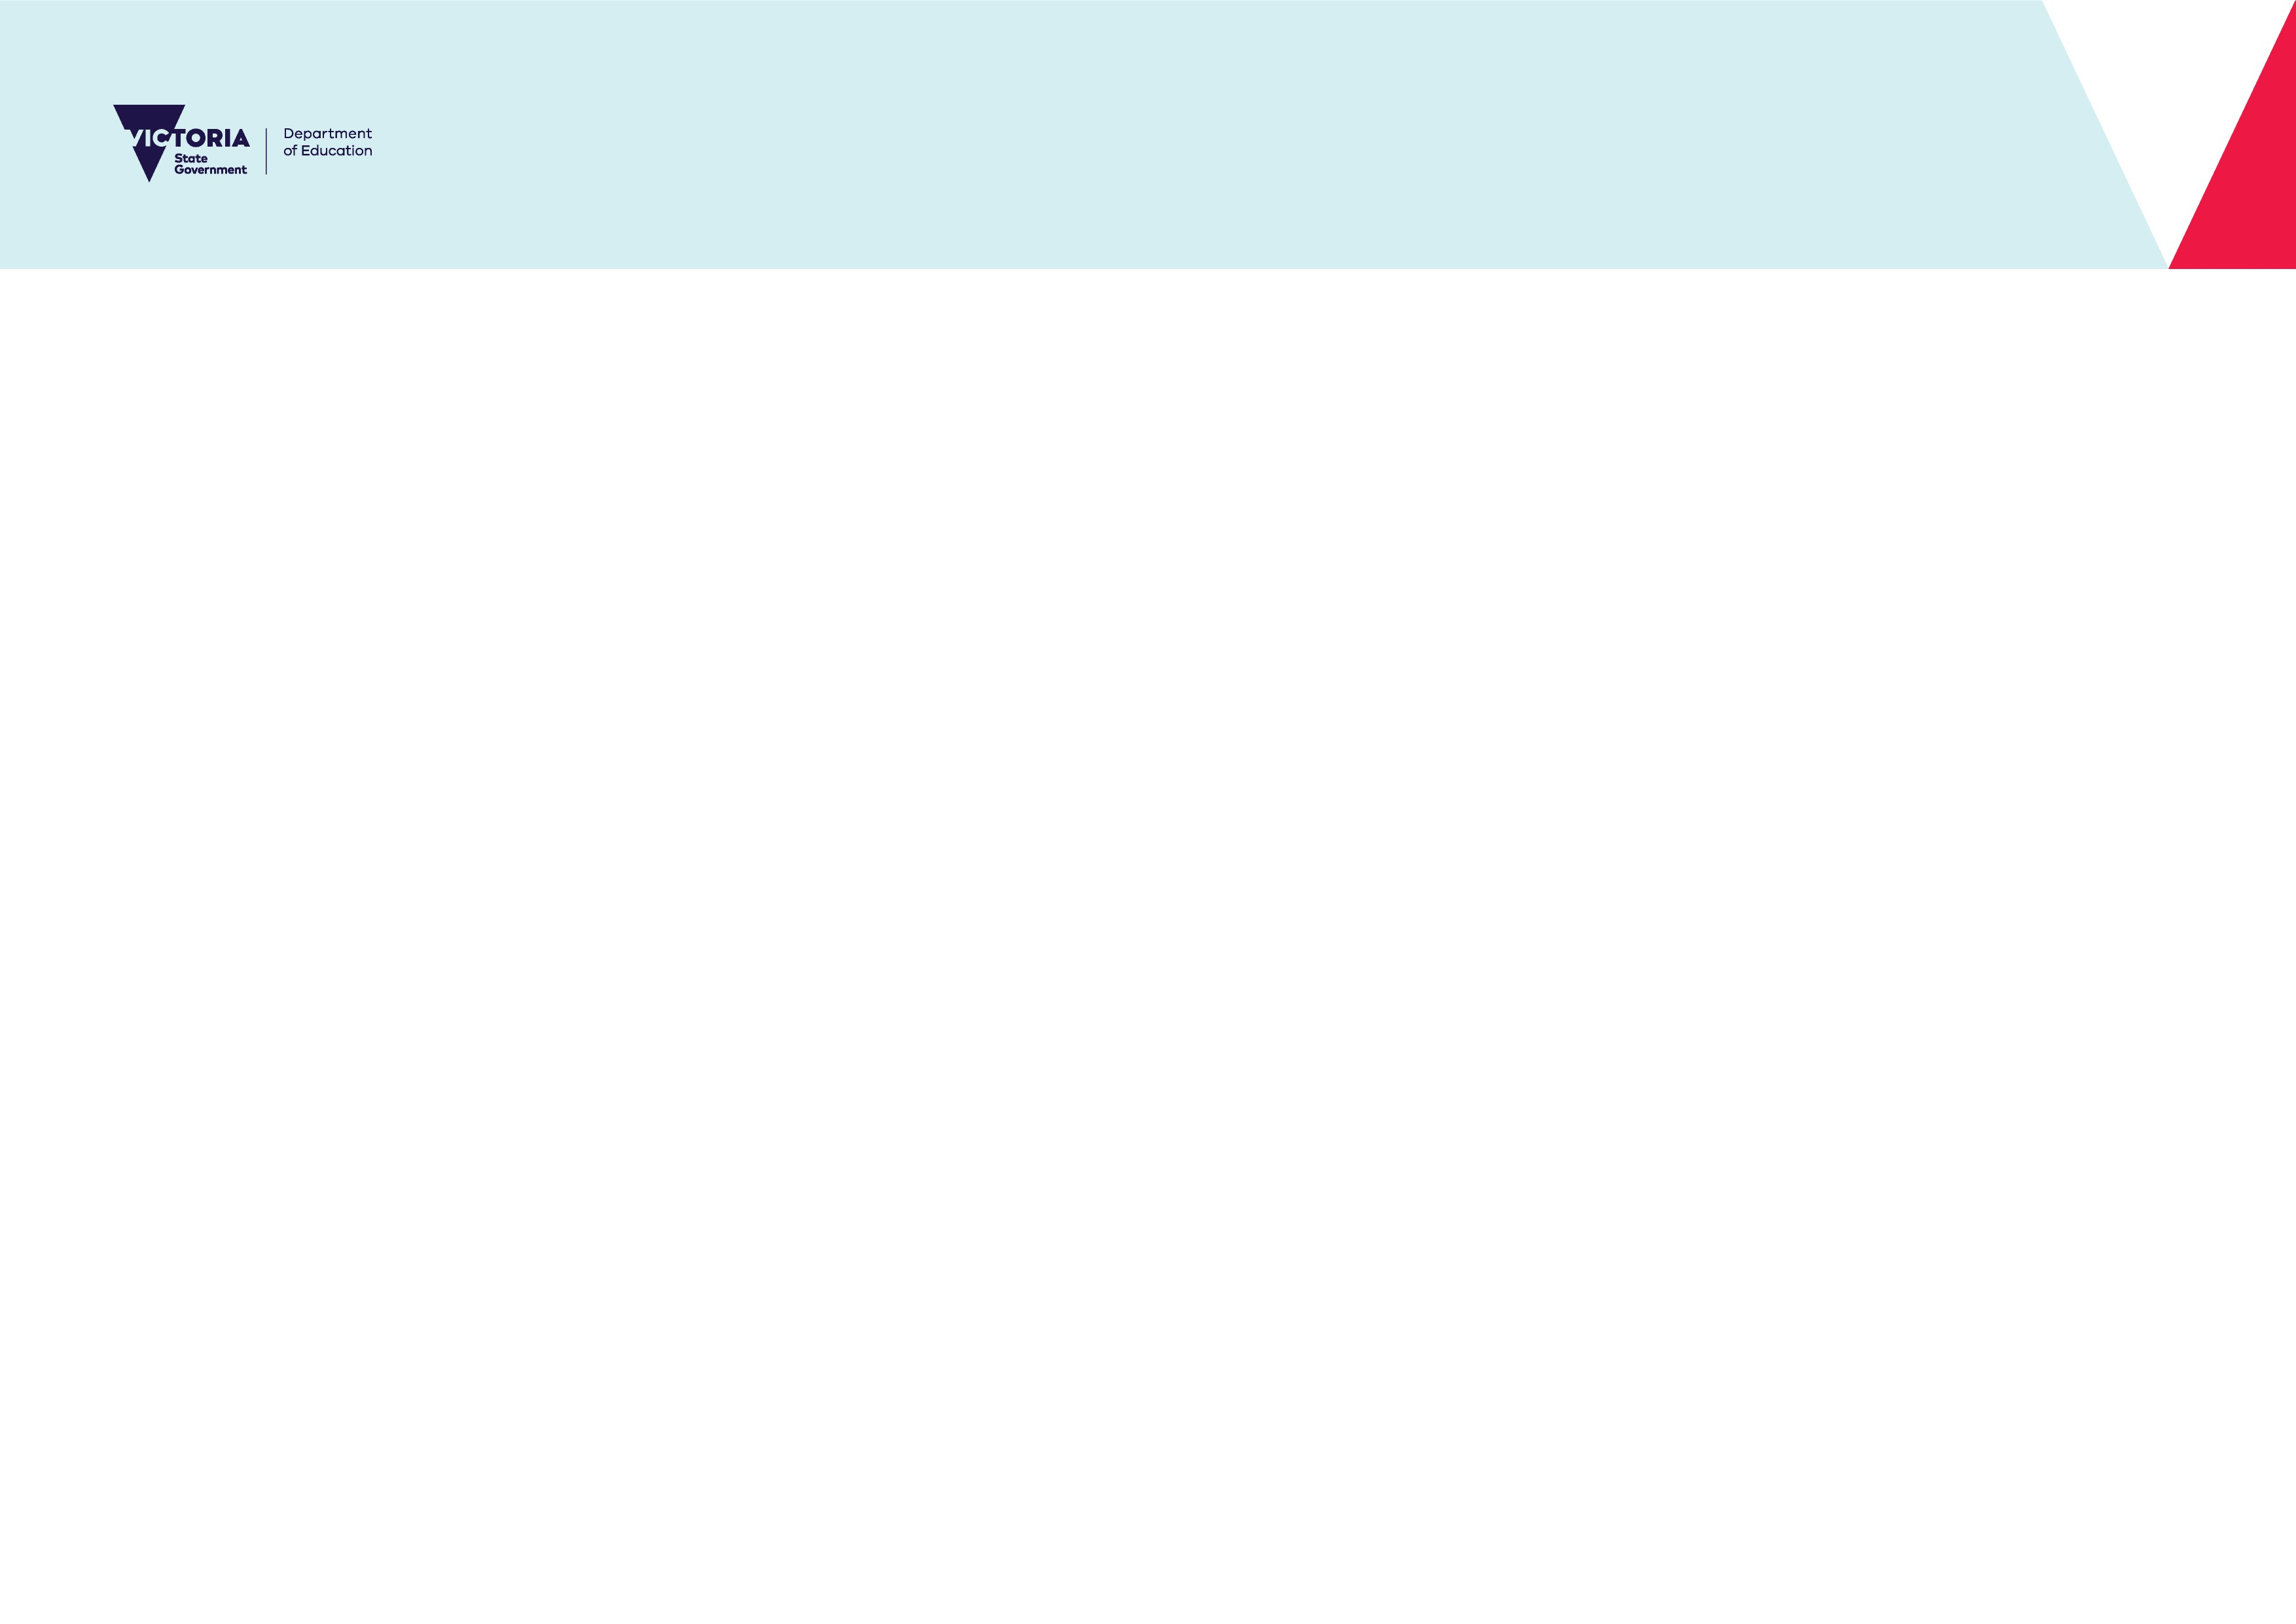 VICTORIA
State
Government
Department
of Education